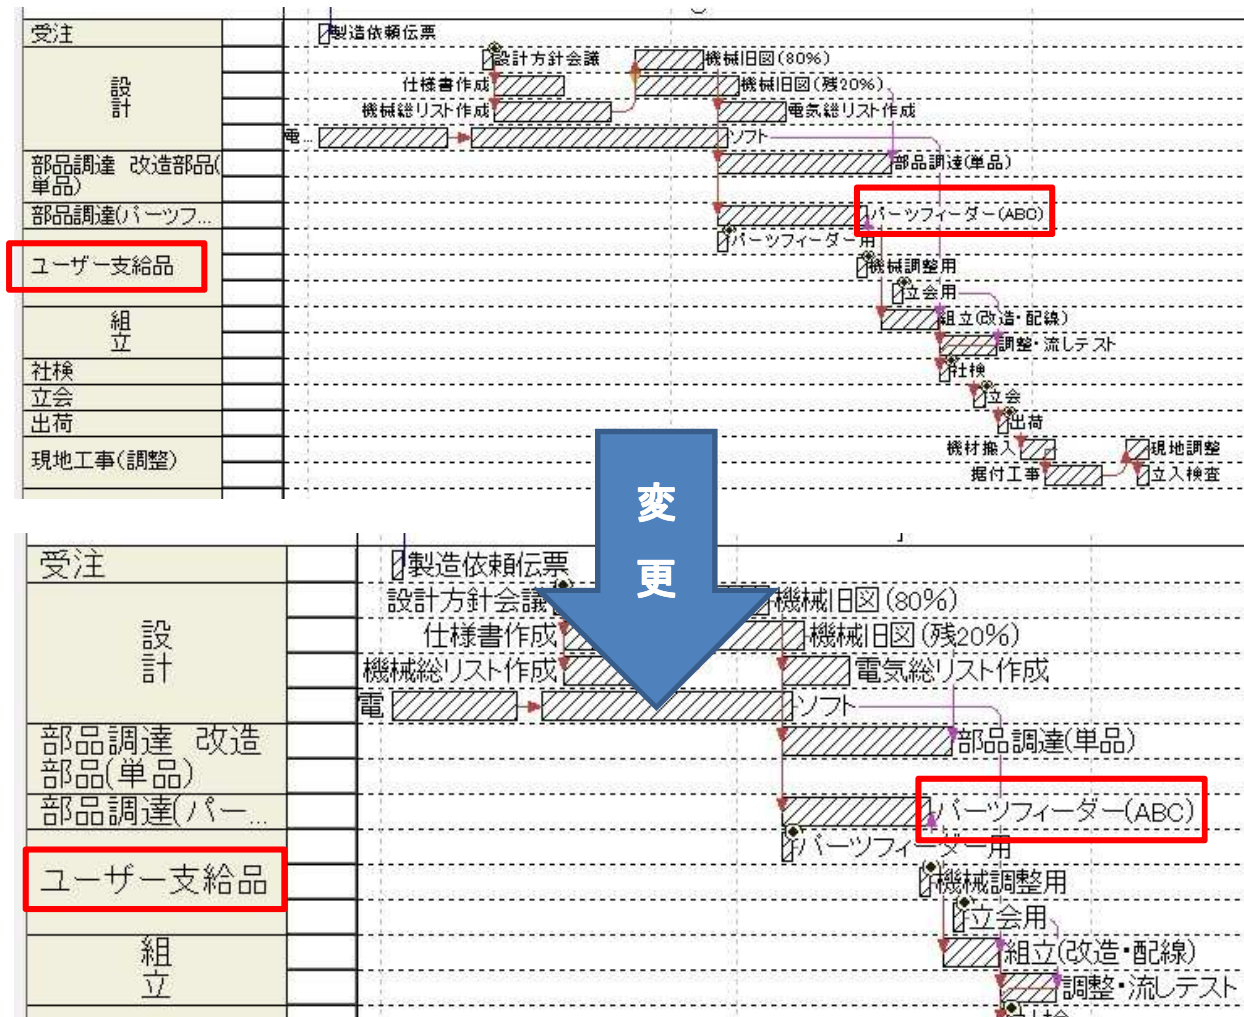 受注
製造依頼伝票
設計方針会議
機械旧図(80%)
設計
仕様書作成
機械旧図(残20%)
機械総リスト作成
電気総リスト作成
電...
ソフト
部品調達 改造部品(
単品)
部品調達(単品)
部品調達(パーツフ...
パーツフィーダー(ABC)
パーツフィーダー用
ユーザー支給品
機械調整用
立会用
組立
組立(改造・配線)
調整・流しテスト
社検
社検
立会
立会
出荷
出荷
現地工事(調整)
機材搬入
現地調整
据付工事
立入検査
変更
受注
製造依頼伝票
設計方針会議
機械旧図(80%)
設計
仕様書作成
機械旧図(残20%)
機械総リスト作成
電気総リスト作成
電
ソフト
部品調達 改造
部品(単品)
部品調達(単品)
部品調達(パー...
パーツフィーダー(ABC)
パーツフィーダー用
ユーザー支給品
機械調整用
立会用
組立
組立(改造・配線)
調整・流しテスト